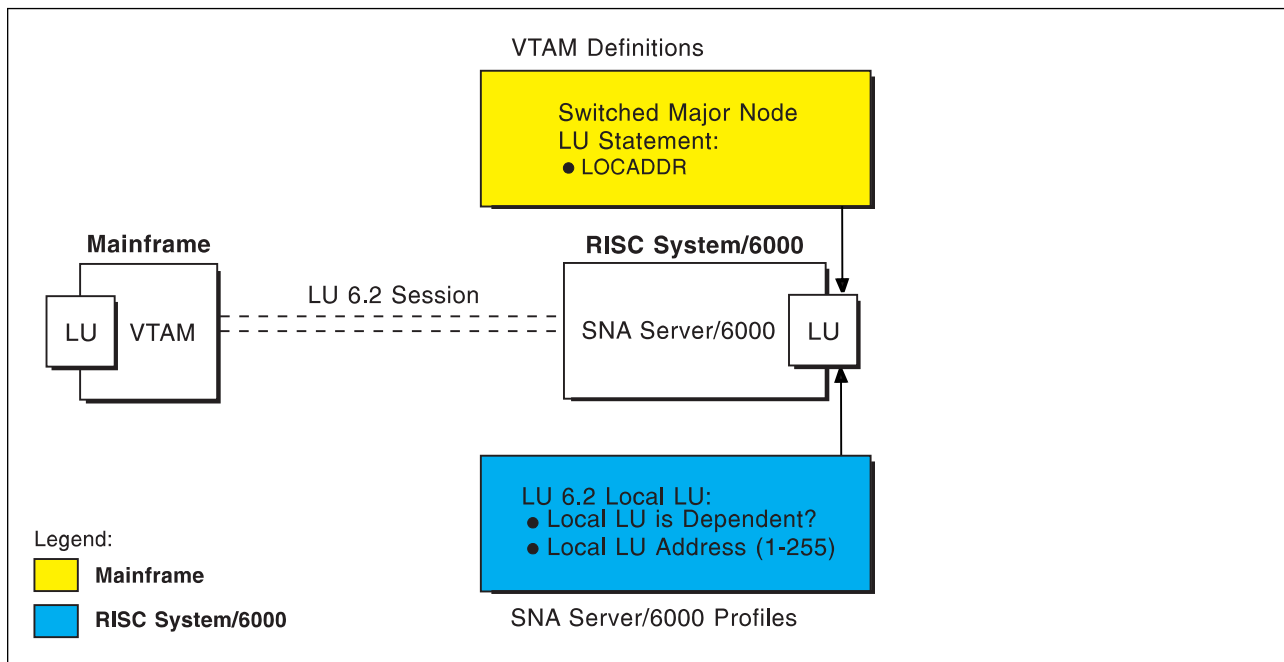 VTAM Definitions
Switched Major Node
LU Statement:
● LOCADDR
Mainframe
RISC System/6000
LU 6.2 Session
LU
VTAM
SNA Server/6000
LU
LU 6.2 Local LU:
● Local LU is Dependent?
● Local LU Address (1-255)
Legend:
Mainframe
RISC System/6000
SNA Server/6000 Profiles